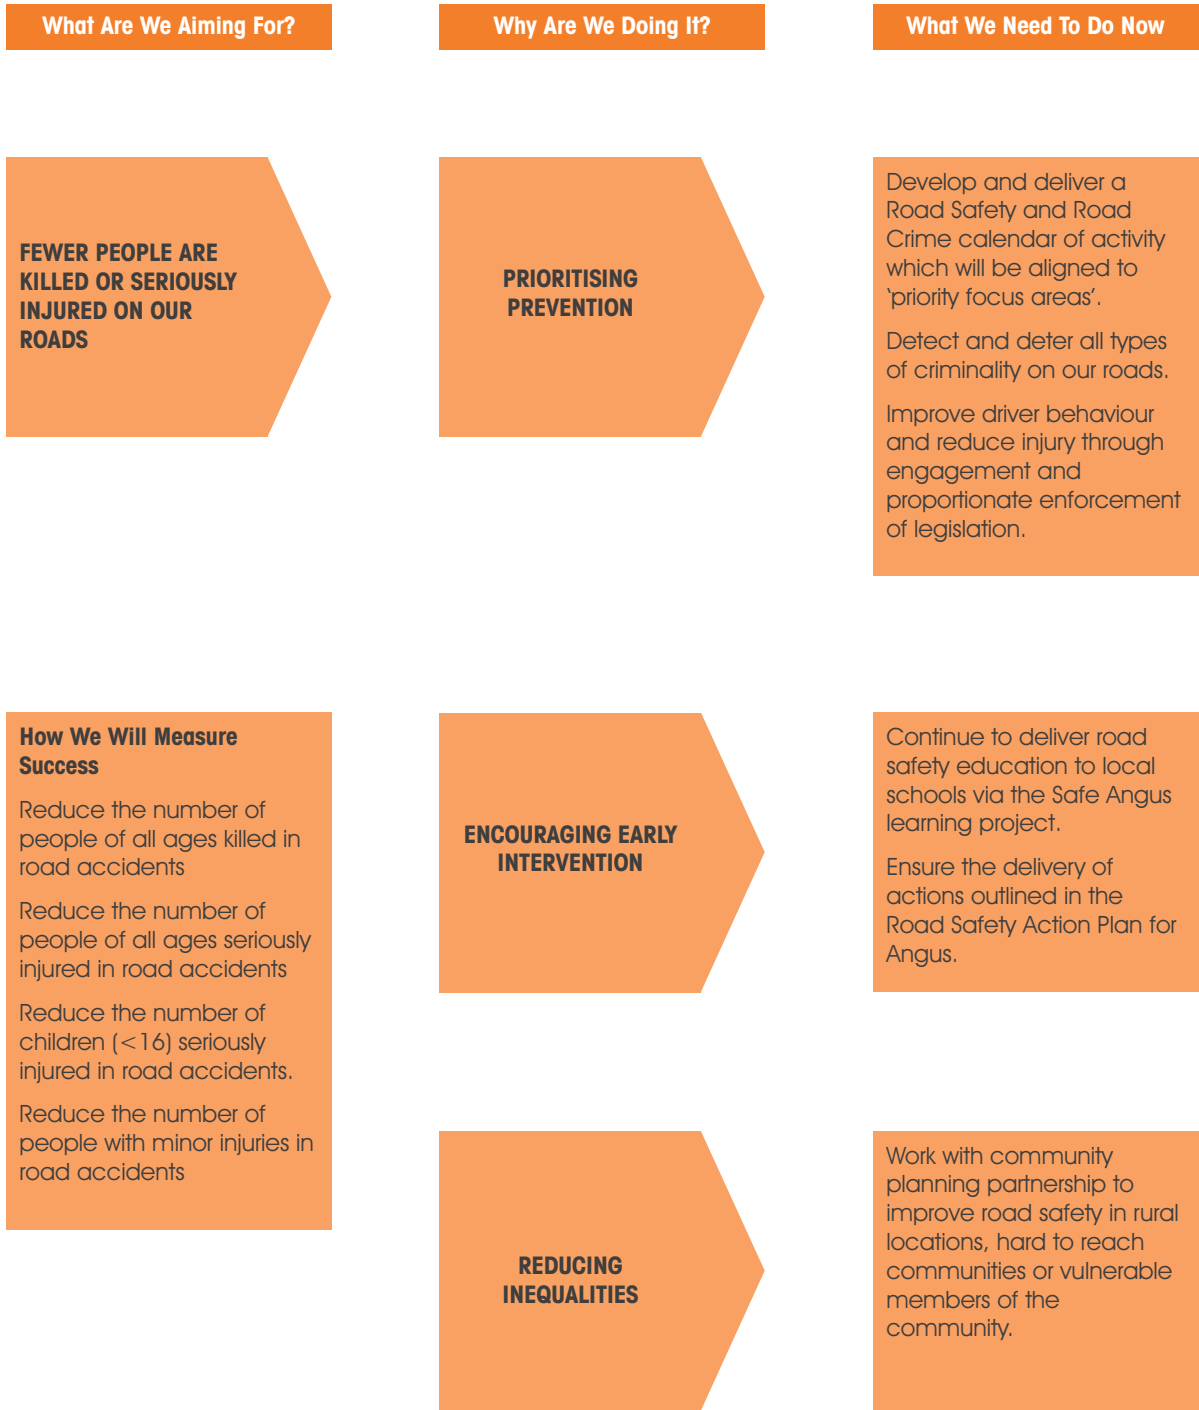 What Are We Aiming For?
Why Are We Doing It?
What We Need To Do Now
FEWER PEOPLE ARE
KILLED OR SERIOUSLY
INJURED ON OUR
ROADS
PRIORITISING
PREVENTION
Develop and deliver a
Road Safety and Road
Crime calendar of activity
which will be aligned to
‘priority focus areas’.
Detect and deter all types
of criminality on our roads.
Improve driver behaviour
and reduce injury through
engagement and
proportionate enforcement
of legislation.
How We Will Measure
Success
Reduce the number of
people of all ages killed in
road accidents
Reduce the number of
people of all ages seriously
injured in road accidents
Reduce the number of
children (<16) seriously
injured in road accidents.
Reduce the number of
people with minor injuries in
road accidents
ENCOURAGING EARLY
INTERVENTION
Continue to deliver road
safety education to local
schools via the Safe Angus
learning project.
Ensure the delivery of
actions outlined in the
Road Safety Action Plan for
Angus.
REDUCING
INEQUALITIES
Work with community
planning partnership to
improve road safety in rural
locations, hard to reach
communities or vulnerable
members of the
community.